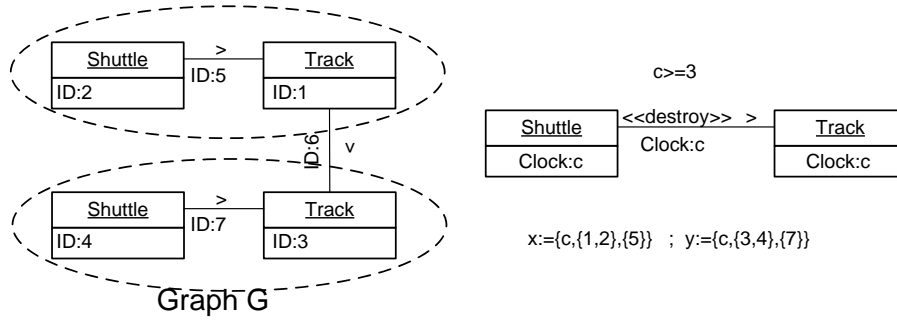 Shuttle > Track
ID:2 ID:5 ID:1
ID:6 v
Shuttle > Track
ID:4 ID:7 ID:3
Graph G
c>=3
Shuttle <<destroy>> > Track
Clock:c Clock:c Clock:c
x:={c,{1,2},{5}} ; y:={c,{3,4},{7}}